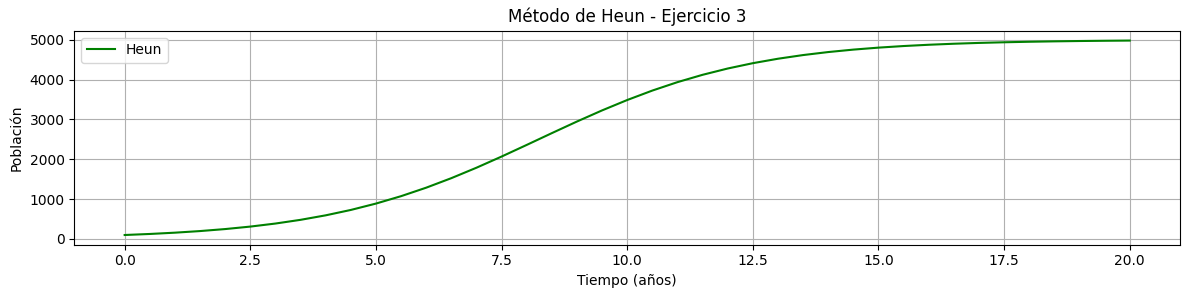 Método de Heun - Ejercicio 3
Heun
Población
5000
4000
3000
2000
1000
0
0.0 2.5 5.0 7.5 10.0 12.5 15.0 17.5 20.0
Tiempo (años)